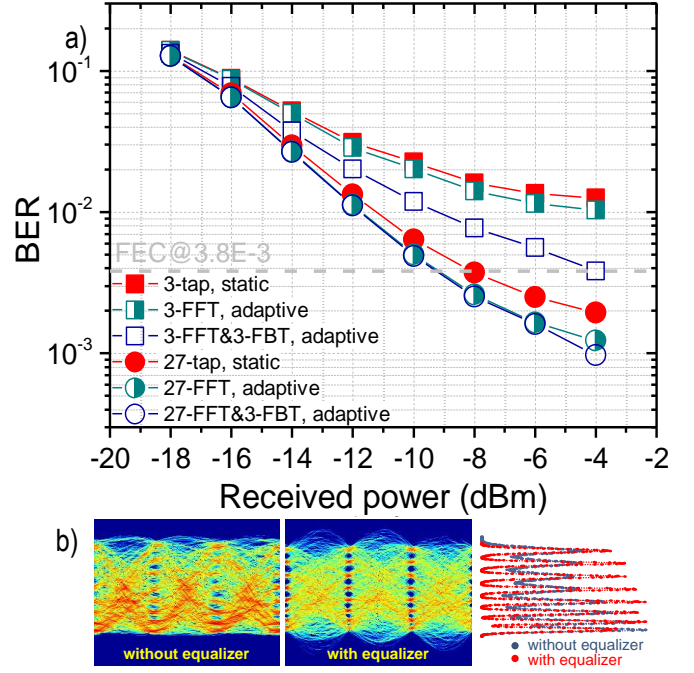 a)
10⁻¹
10⁻²
10⁻³
BER
FEC@3.8E-3
3-tap, static
3-FFT, adaptive
3-FFT&3-FBT, adaptive
27-tap, static
27-FFT, adaptive
27-FFT&3-FBT, adaptive
-20 -18 -16 -14 -12 -10 -8 -6 -4 -2
Received power (dBm)
b)
without equalizer
with equalizer
without equalizer
with equalizer